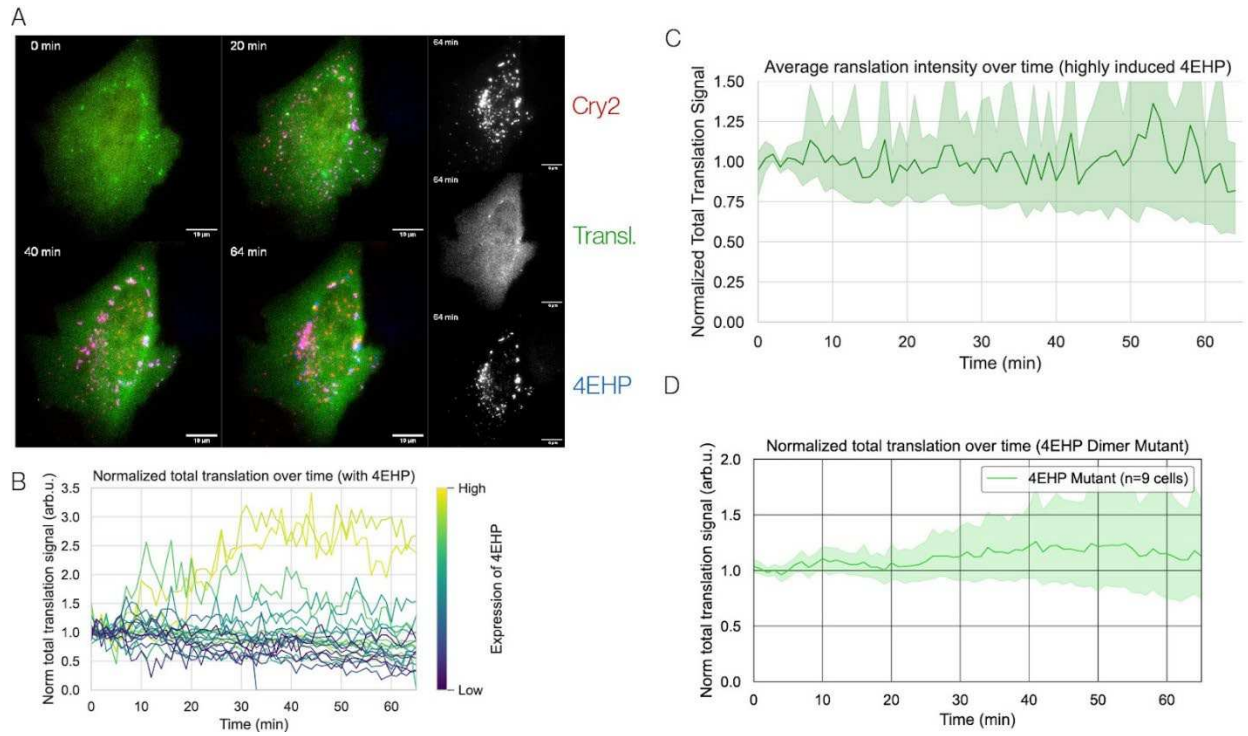 A
0 min
20 min
64 min
Cry2
10 µm
10 µm
64 min
Transl.
40 min
64 min
64 min
4EHP
10 µm
10 µm
B
Normalized total translation over time (with 4EHP)
Norm total translation signal (arb.u.)
3.5
3.0
2.5
2.0
1.5
1.0
0.5
0.0
0 10 20 30 40 50 60
Time (min)
High
Low
Expression of 4EHP
C
Average ranslation intensity over time (highly induced 4EHP)
Normalized Total Translation Signal
1.50
1.25
1.00
0.75
0.50
0.25
0.00
0 10 20 30 40 50 60
Time (min)
D
Normalized total translation over time (4EHP Dimer Mutant)
Norm total translation signal (arb.u.)
4EHP Mutant (n=9 cells)
2.0
1.5
1.0
0.5
0.0
0 10 20 30 40 50 60
Time (min)